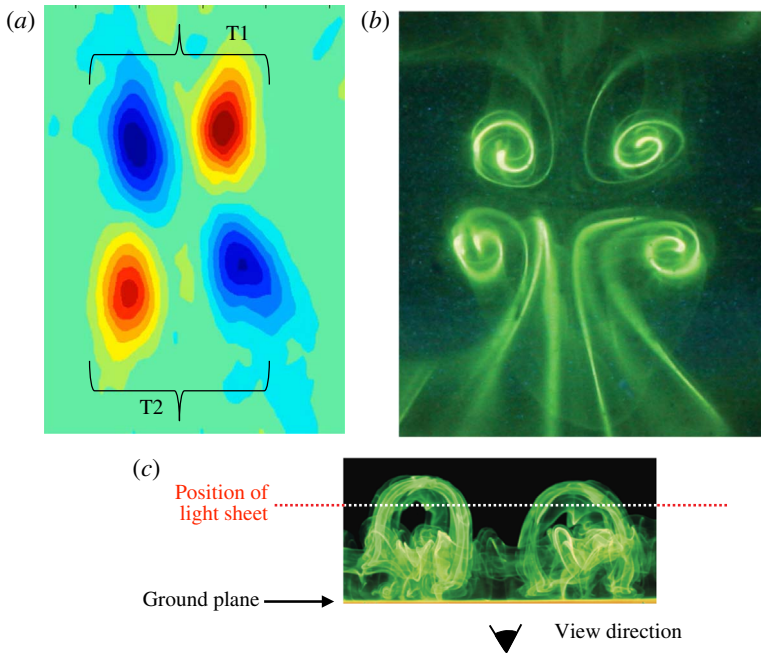 (a)
T1
(b)
T2
(c)
Position of
light sheet
Ground plane
View direction